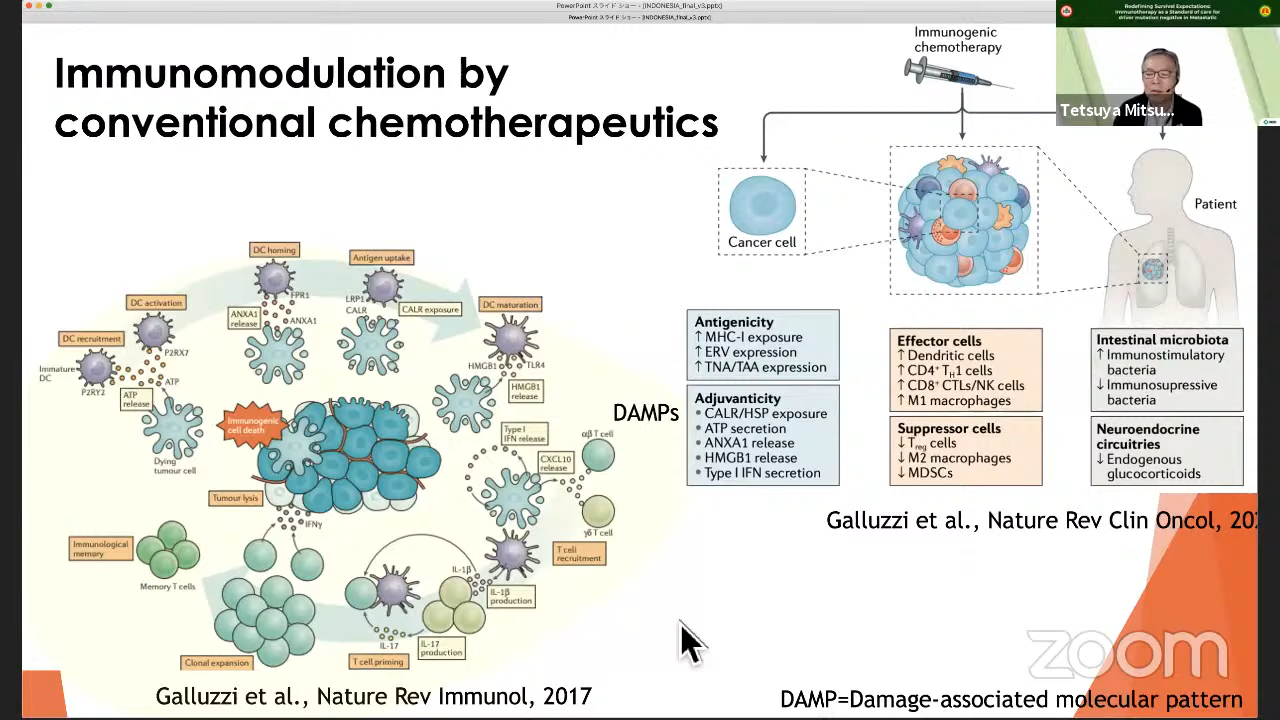 PowerPoint スライド ショー - [INDONESIA_final_v3.pptx]
PowerPoint スライド ショー - [INDONESIA_final_v3.pptx]
Redefining Survival Expectations:
Immunotherapy as a Standard of care for
driver mutation negative in Metastatic
Tetsuya Mitsu...
Immunomodulation by
conventional chemotherapeutics
Immunogenic
chemotherapy
Cancer cell
Patient
DC homing
Antigen uptake
DC activation
FPR1
LRP1
CALR
CALR exposure
DC maturation
ANXA1
release
ANXA1
DC recruitment
P2RX7
Immature
DC
P2RY2
ATP
ATP
release
HMGB1
TLR4
HMGB1
release
Immunogenic
cell death
Dying
tumour cell
Type I
IFN release
αβ T cell
CXCL10
release
γδ T cell
Tumour lysis
IFNγ
T cell
recruitment
Immunological
memory
Memory T cells
IL-1β
IL-1β
production
IL-17
IL-17
production
Clonal expansion
T cell priming
Galluzzi et al., Nature Rev Immunol, 2017
DAMPs
Antigenicity
↑ MHC-I exposure
↑ ERV expression
↑ TNA/TAA expression
Adjuvanticity
• CALR/HSP exposure
• ATP secretion
• ANXA1 release
• HMGB1 release
• Type I IFN secretion
Effector cells
↑ Dendritic cells
↑ CD4⁺ TH1 cells
↑ CD8⁺ CTLs/NK cells
↑ M1 macrophages
Suppressor cells
↓ Treg cells
↓ M2 macrophages
↓ MDSCs
Intestinal microbiota
↑ Immunostimulatory
bacteria
↓ Immunosupressive
bacteria
Neuroendocrine
circuitries
↓ Endogenous
glucocorticoids
Galluzzi et al., Nature Rev Clin Oncol, 202
zoom
DAMP=Damage-associated molecular pattern